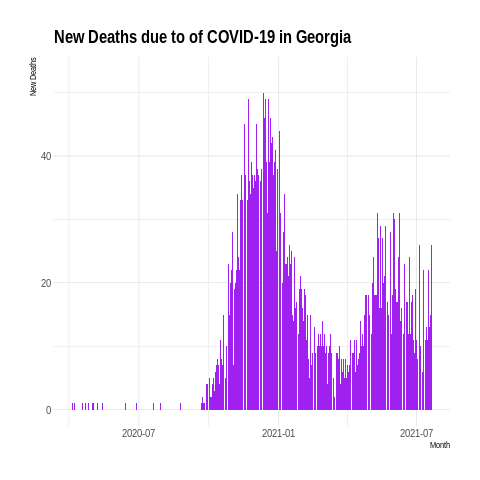 New Deaths due to of COVID-19 in Georgia
New Deaths
40
20
0
2020-07
2021-01
2021-07
Month